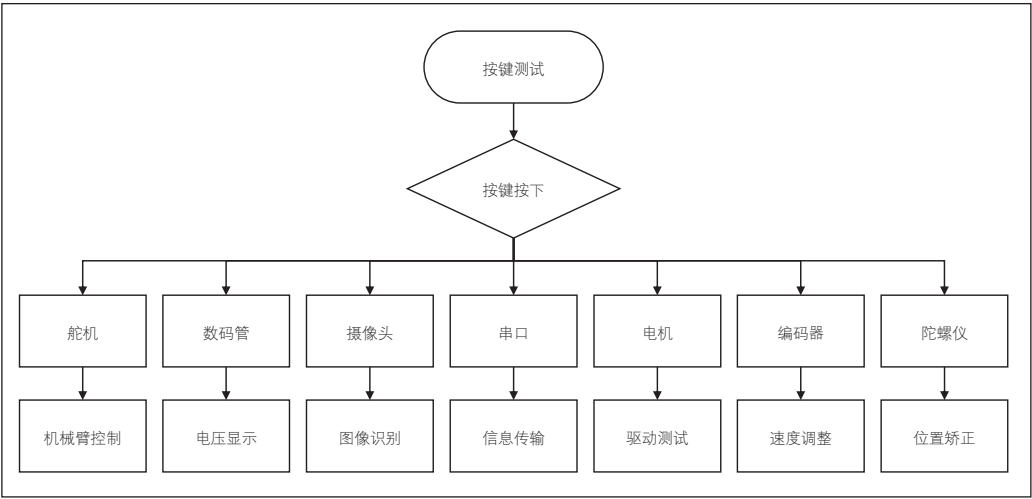 按键测试
按键按下
舵机
数码管
摄像头
串口
电机
编码器
陀螺仪
机械臂控制
电压显示
图像识别
信息传输
驱动测试
速度调整
位置矫正